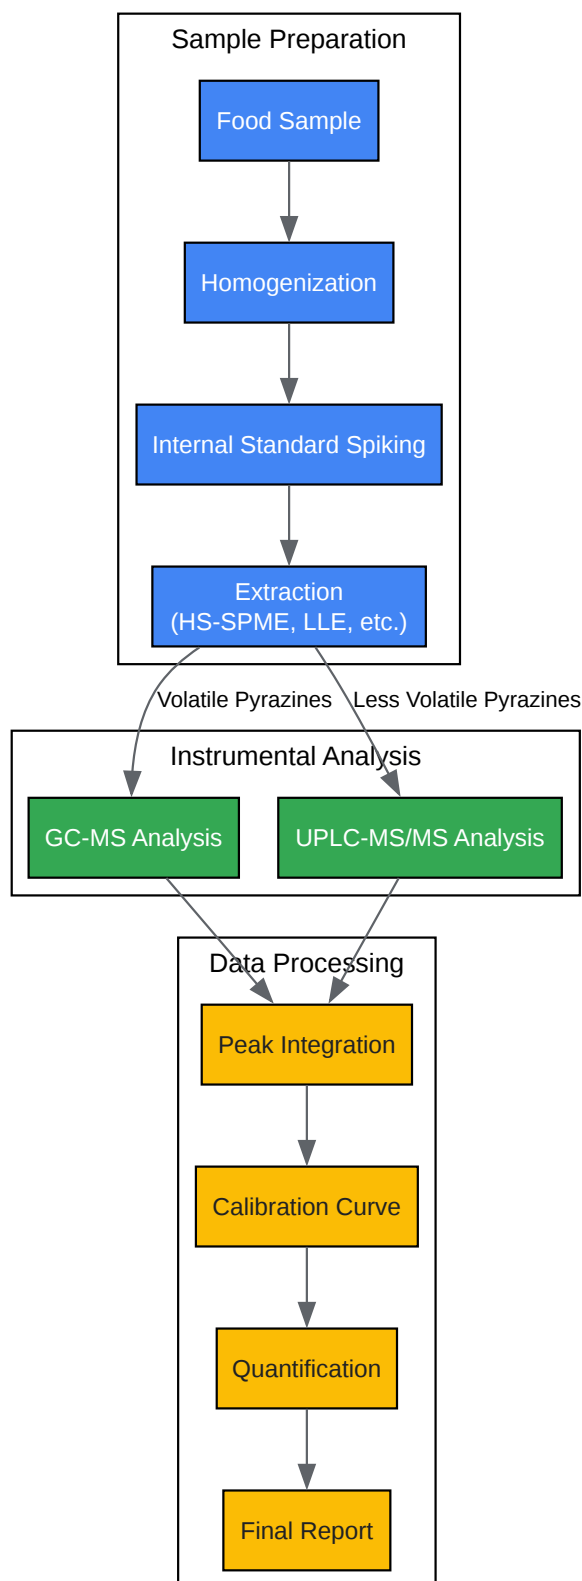 Sample Preparation
Food Sample
Homogenization
Internal Standard Spiking
Extraction
(HS-SPME, LLE, etc.)
Volatile Pyrazines
Less Volatile Pyrazines
Instrumental Analysis
GC-MS Analysis
UPLC-MS/MS Analysis
Data Processing
Peak Integration
Calibration Curve
Quantification
Final Report